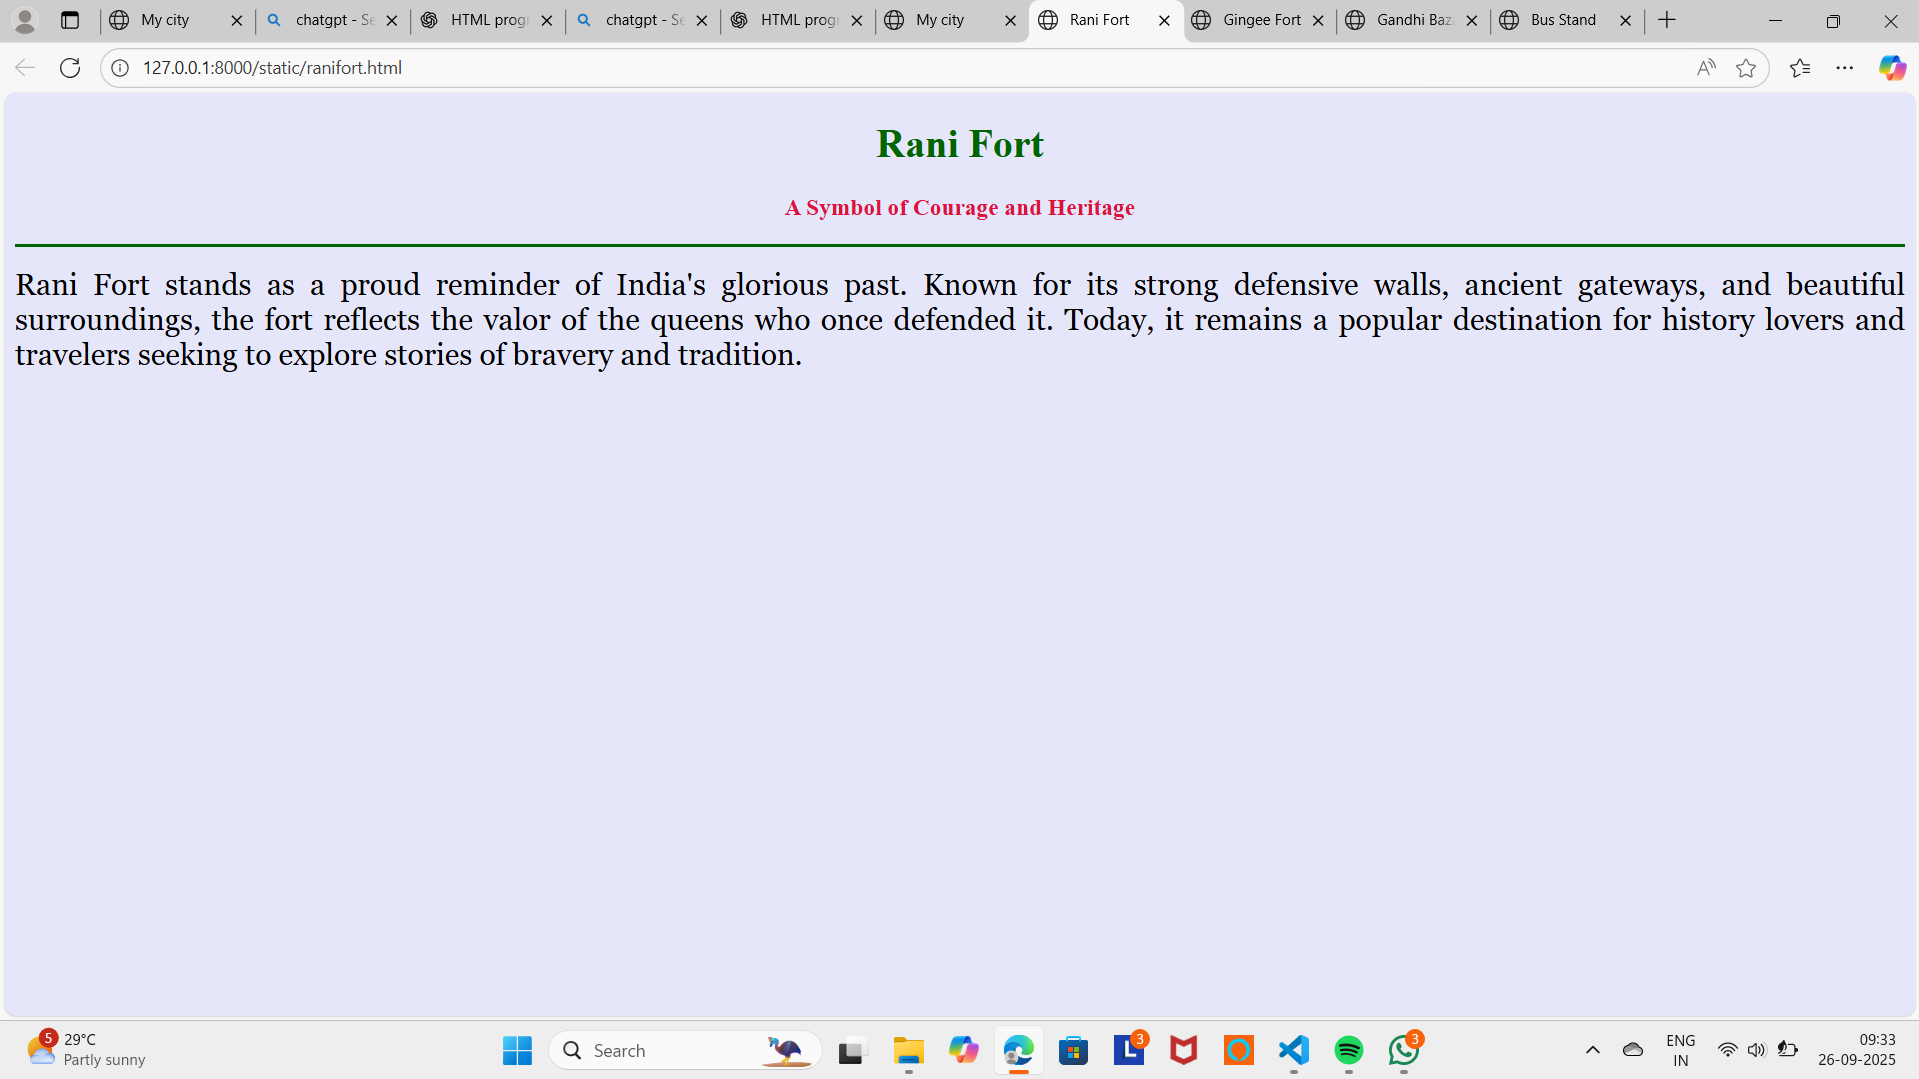 My city
chatgpt - Se
HTML progr
chatgpt - Se
HTML progr
My city
Rani Fort
Gingee Fort
Gandhi Baza
Bus Stand
127.0.0.1:8000/static/ranifort.html
Rani Fort
A Symbol of Courage and Heritage
Rani Fort stands as a proud reminder of India's glorious past. Known for its strong defensive walls, ancient gateways, and beautiful
surroundings, the fort reflects the valor of the queens who once defended it. Today, it remains a popular destination for history lovers and
travelers seeking to explore stories of bravery and tradition.
5
29°C
Partly sunny
Search
3
L
3
ENG
IN
09:33
26-09-2025